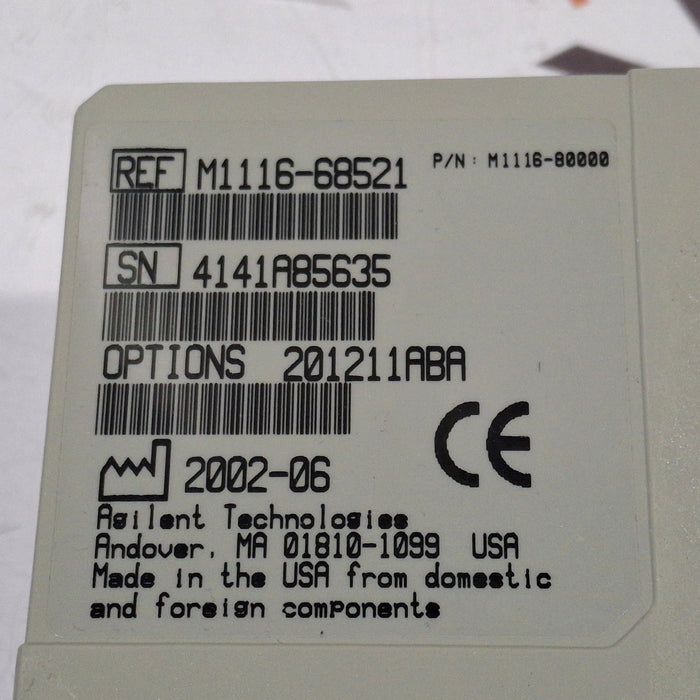 REF M1116-68521 P/N: M1116-80000
SN 4141A85635
OPTIONS 201211ABA
CE
2002-06
Agilent Technologies
Andover, MA 01810-1099 USA
Made in the USA from domestic
and foreign components